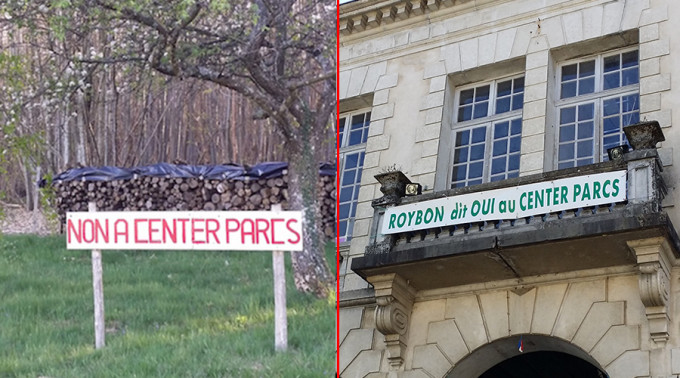 NON A CENTER PARCS
ROYBON dit OUI au CENTER PARCS